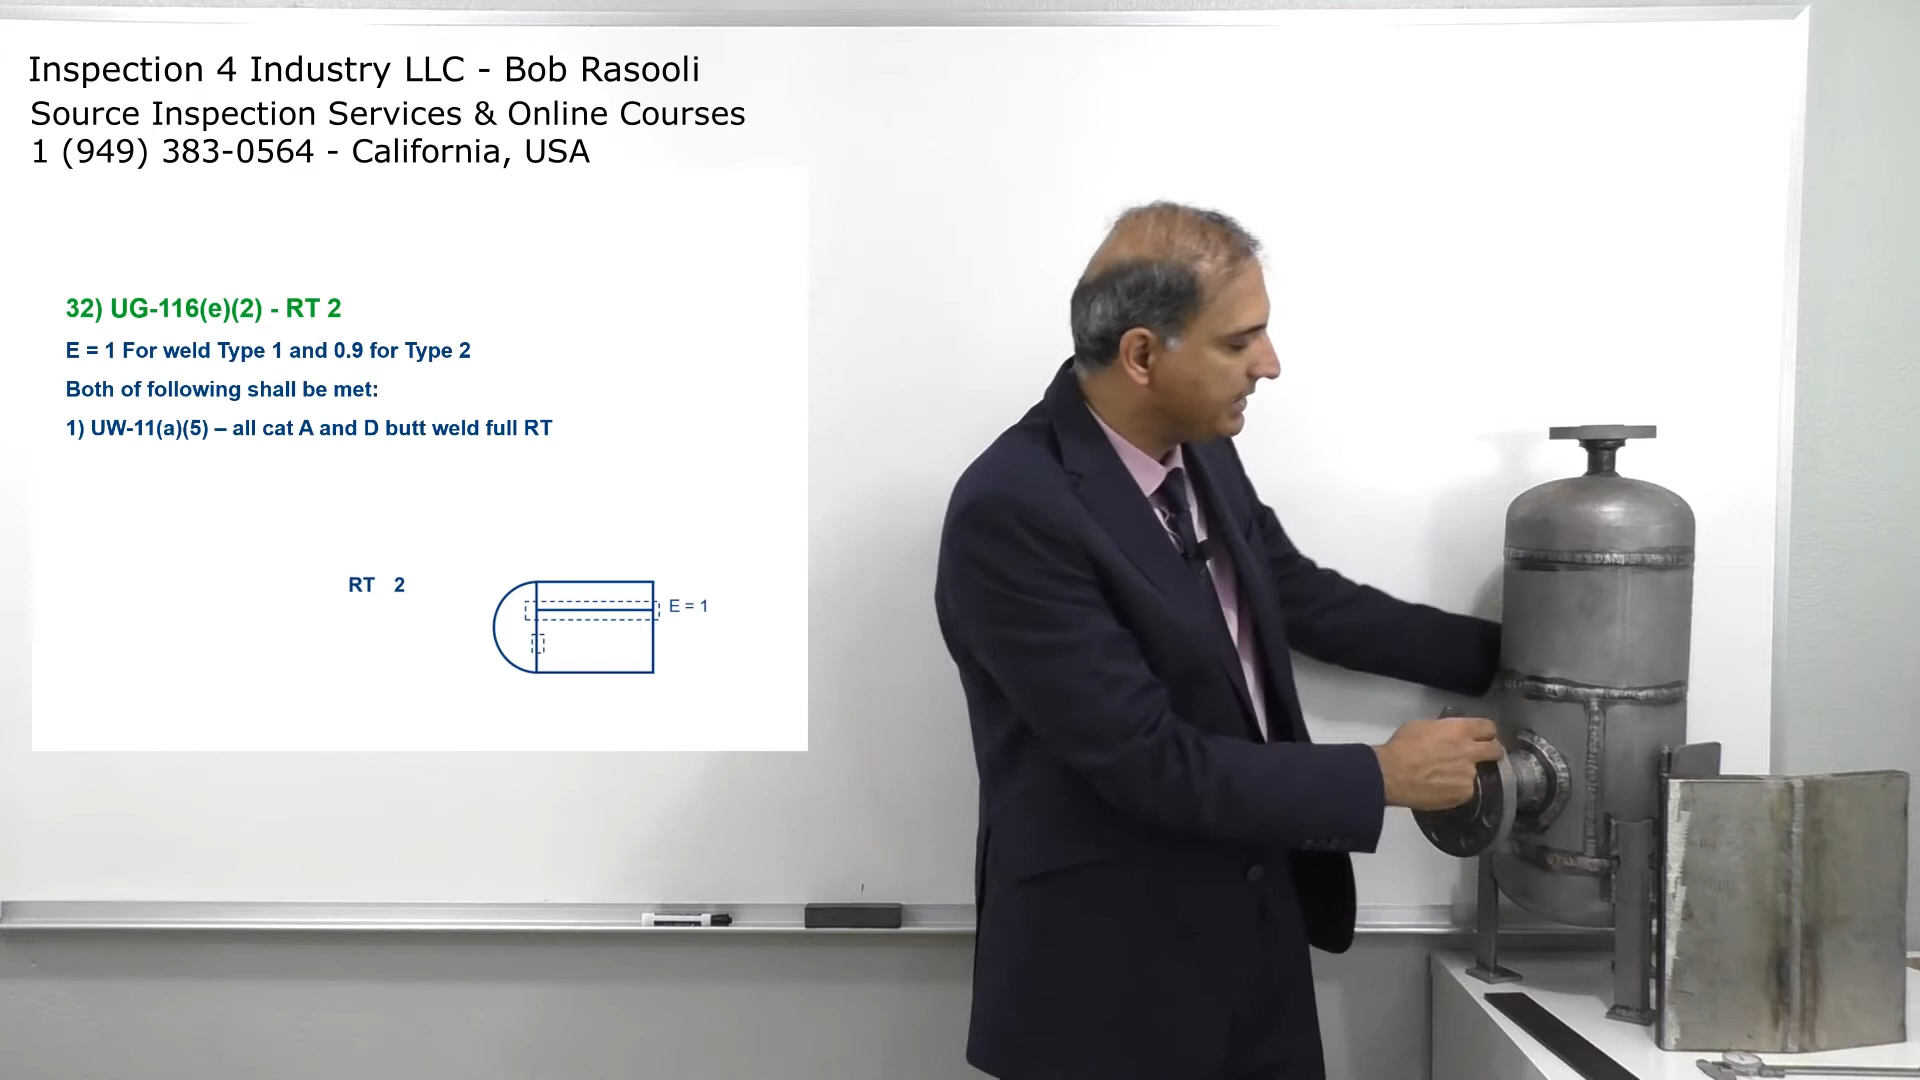 Inspection 4 Industry LLC - Bob Rasooli
Source Inspection Services & Online Courses
1 (949) 383-0564 - California, USA
32) UG-116(e)(2) - RT 2
E = 1 For weld Type 1 and 0.9 for Type 2
Both of following shall be met:
1) UW-11(a)(5) – all cat A and D butt weld full RT
RT 2
E = 1